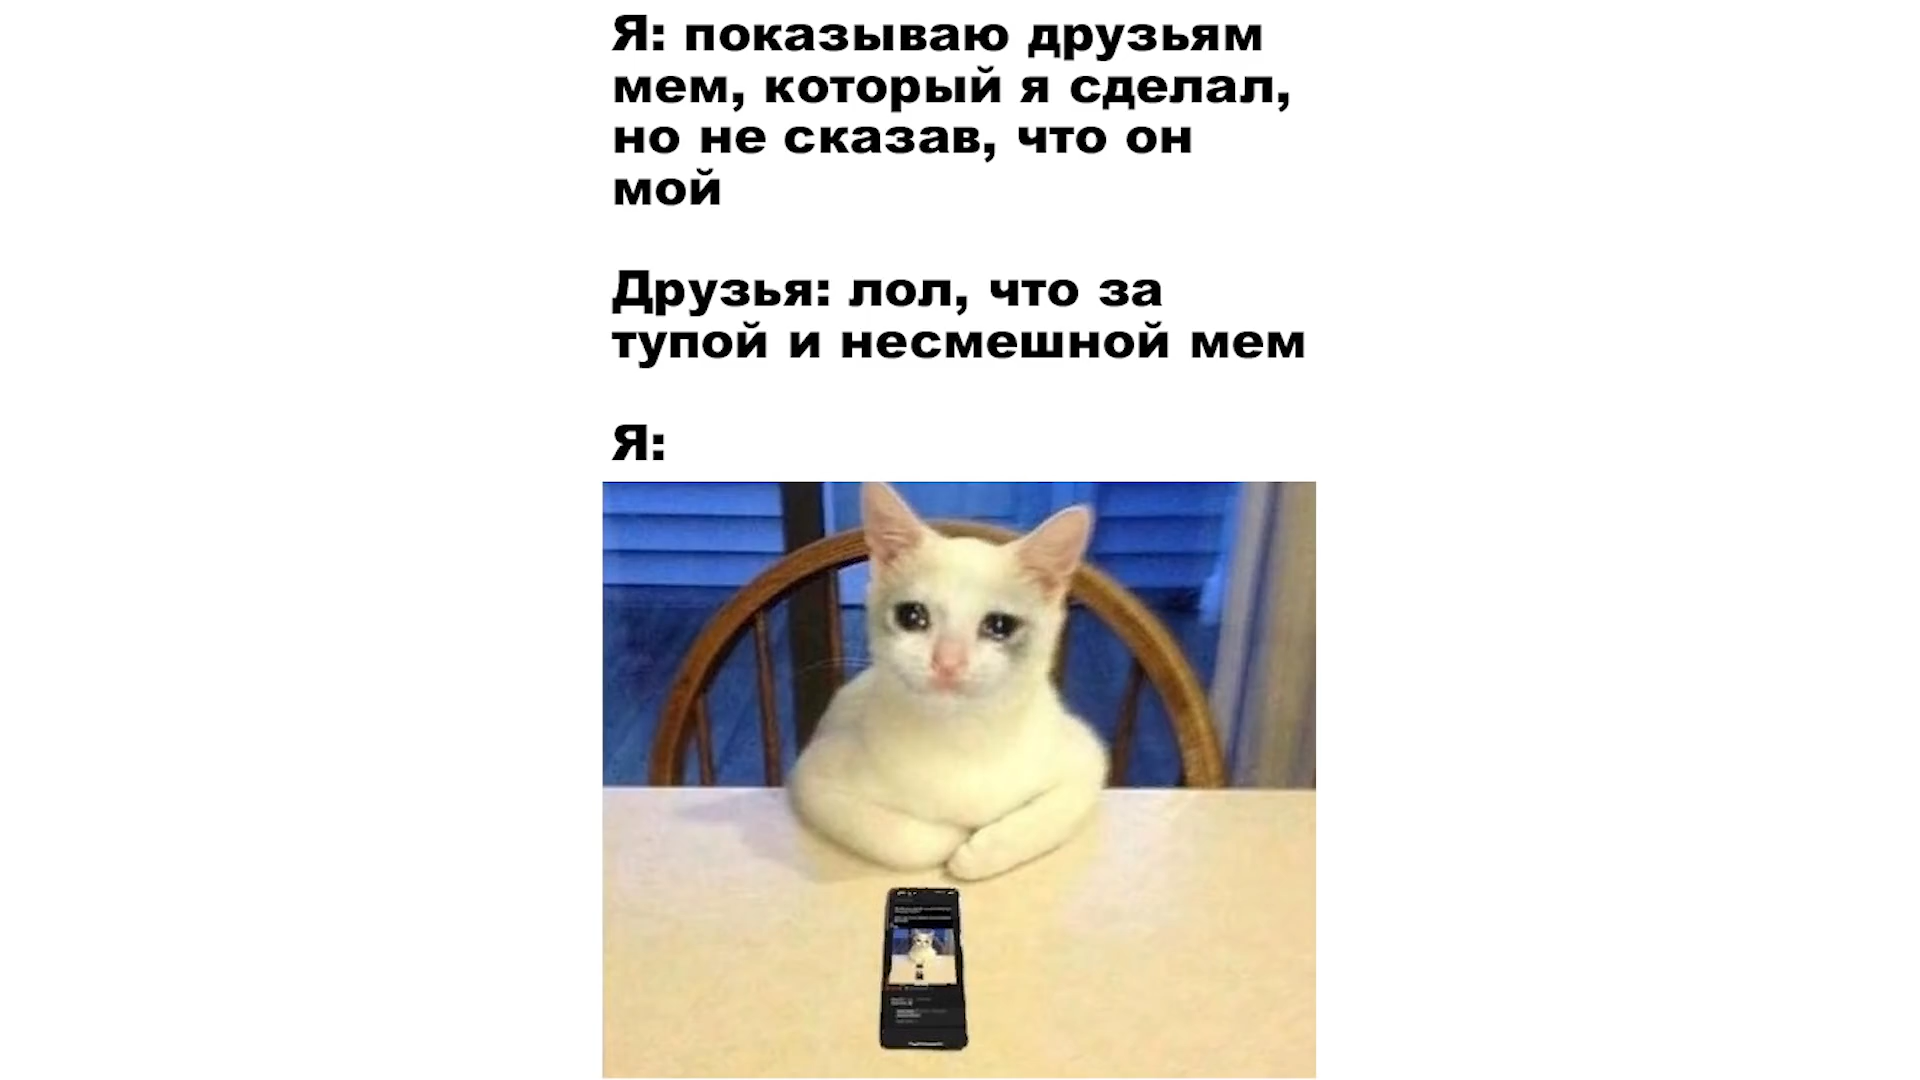 Я: показываю друзьям
мем, который я сделал,
но не сказав, что он
мой
Друзья: лол, что за
тупой и несмешной мем
Я: